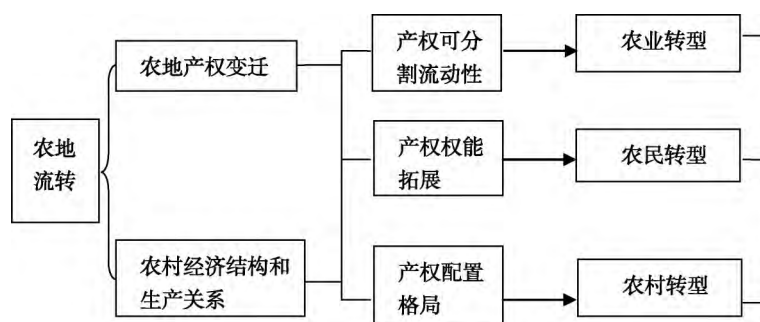 农地
流转
农地产权变迁
农村经济结构和
生产关系
产权可分
割流动性
产权权能
拓展
产权配置
格局
农业转型
农民转型
农村转型